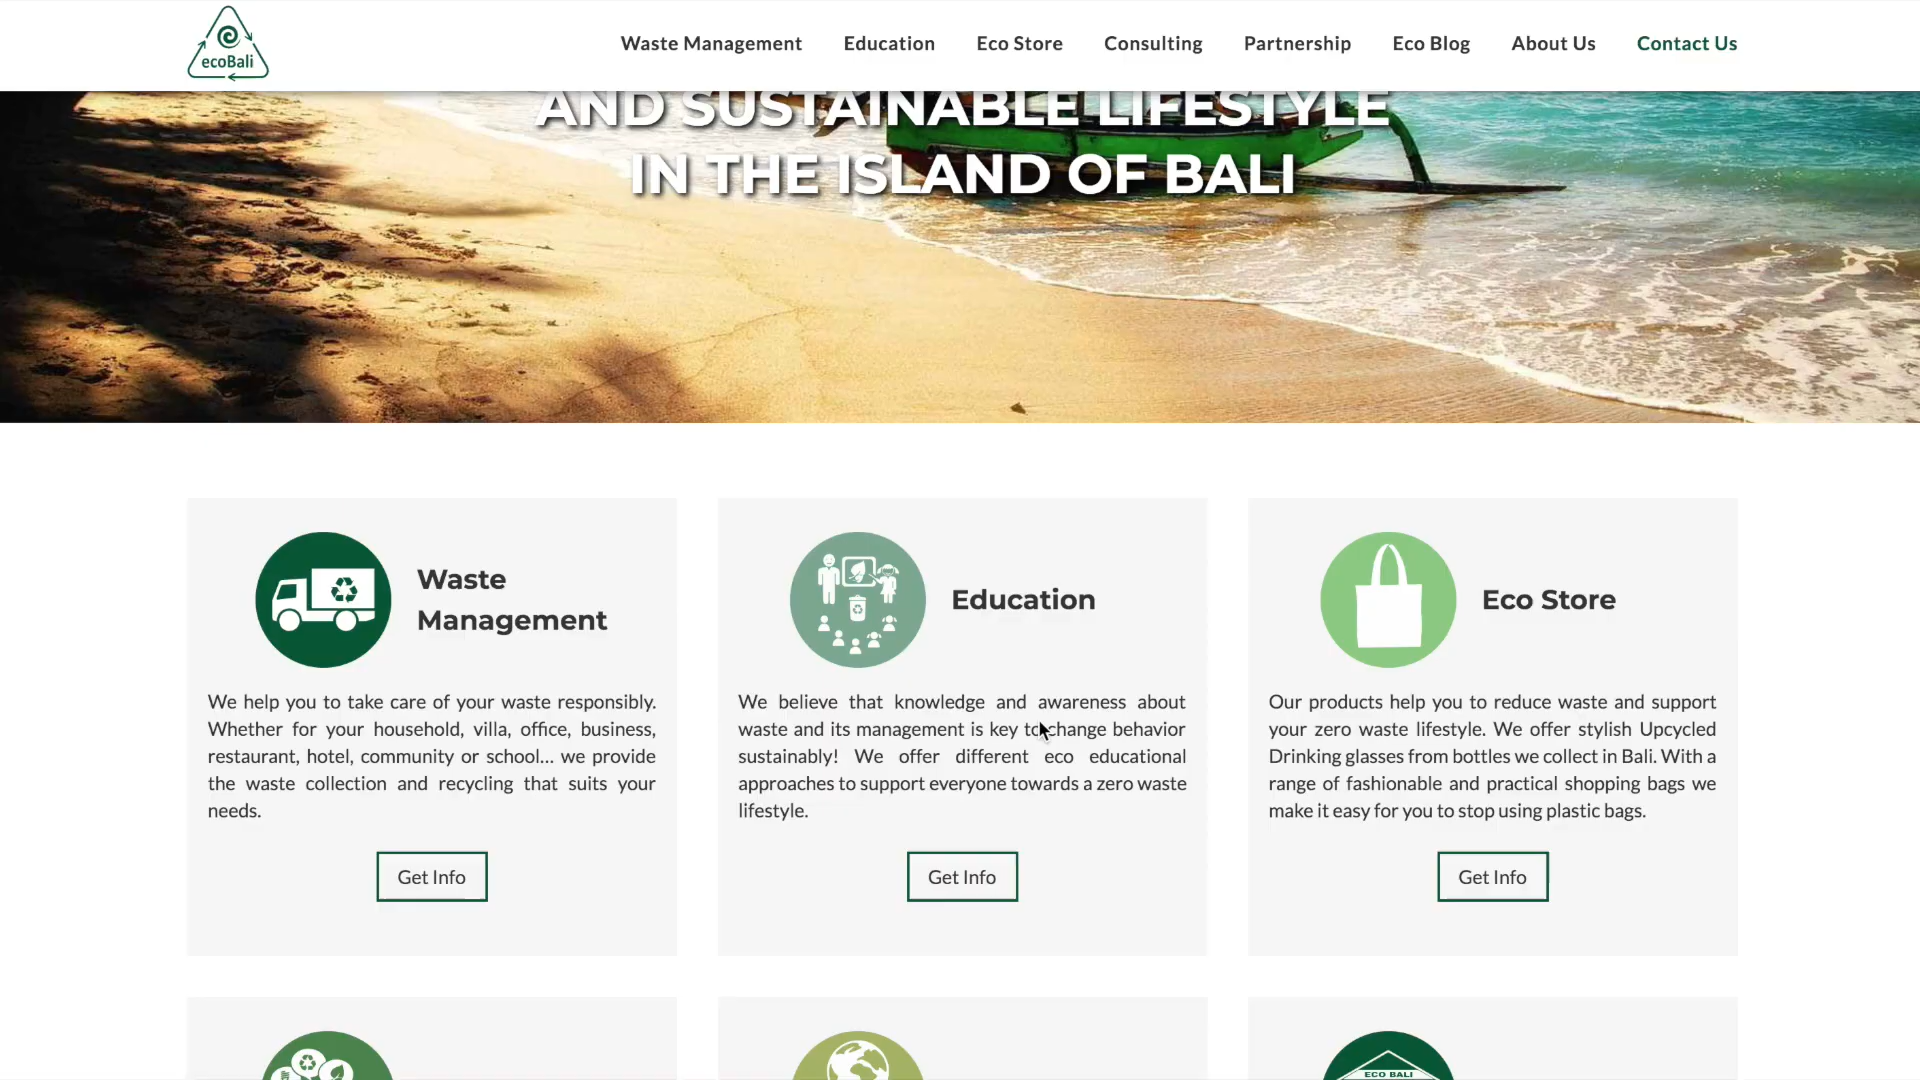 ecoBali
Waste Management Education Eco Store Consulting Partnership Eco Blog About Us Contact Us
AND SUSTAINABLE LIFESTYLE
IN THE ISLAND OF BALI
Waste
Management
We help you to take care of your waste responsibly.
Whether for your household, villa, office, business,
restaurant, hotel, community or school... we provide
the waste collection and recycling that suits your
needs.
Get Info
Education
We believe that knowledge and awareness about
waste and its management is key to change behavior
sustainably! We offer different eco educational
approaches to support everyone towards a zero waste
lifestyle.
Get Info
Eco Store
Our products help you to reduce waste and support
your zero waste lifestyle. We offer stylish Upcycled
Drinking glasses from bottles we collect in Bali. With a
range of fashionable and practical shopping bags we
make it easy for you to stop using plastic bags.
Get Info
ECO BALI